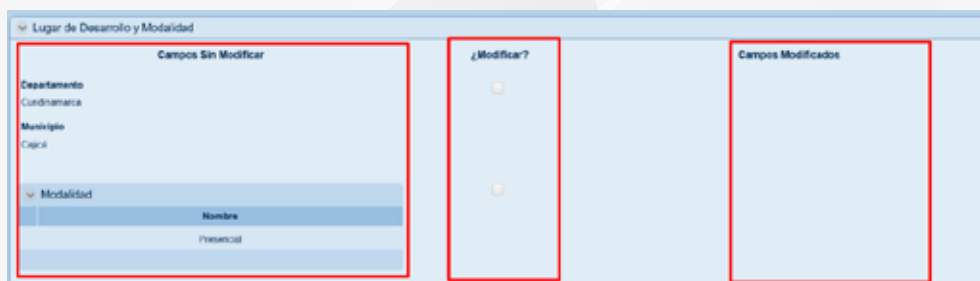 Lugar de Desarrollo y Modalidad
Campos Sin Modificar
¿Modificar?
Campos Modificados
Departamento
Cundinamarca
Municipio
Cajicá
Modalidad
Nombre
Presencial